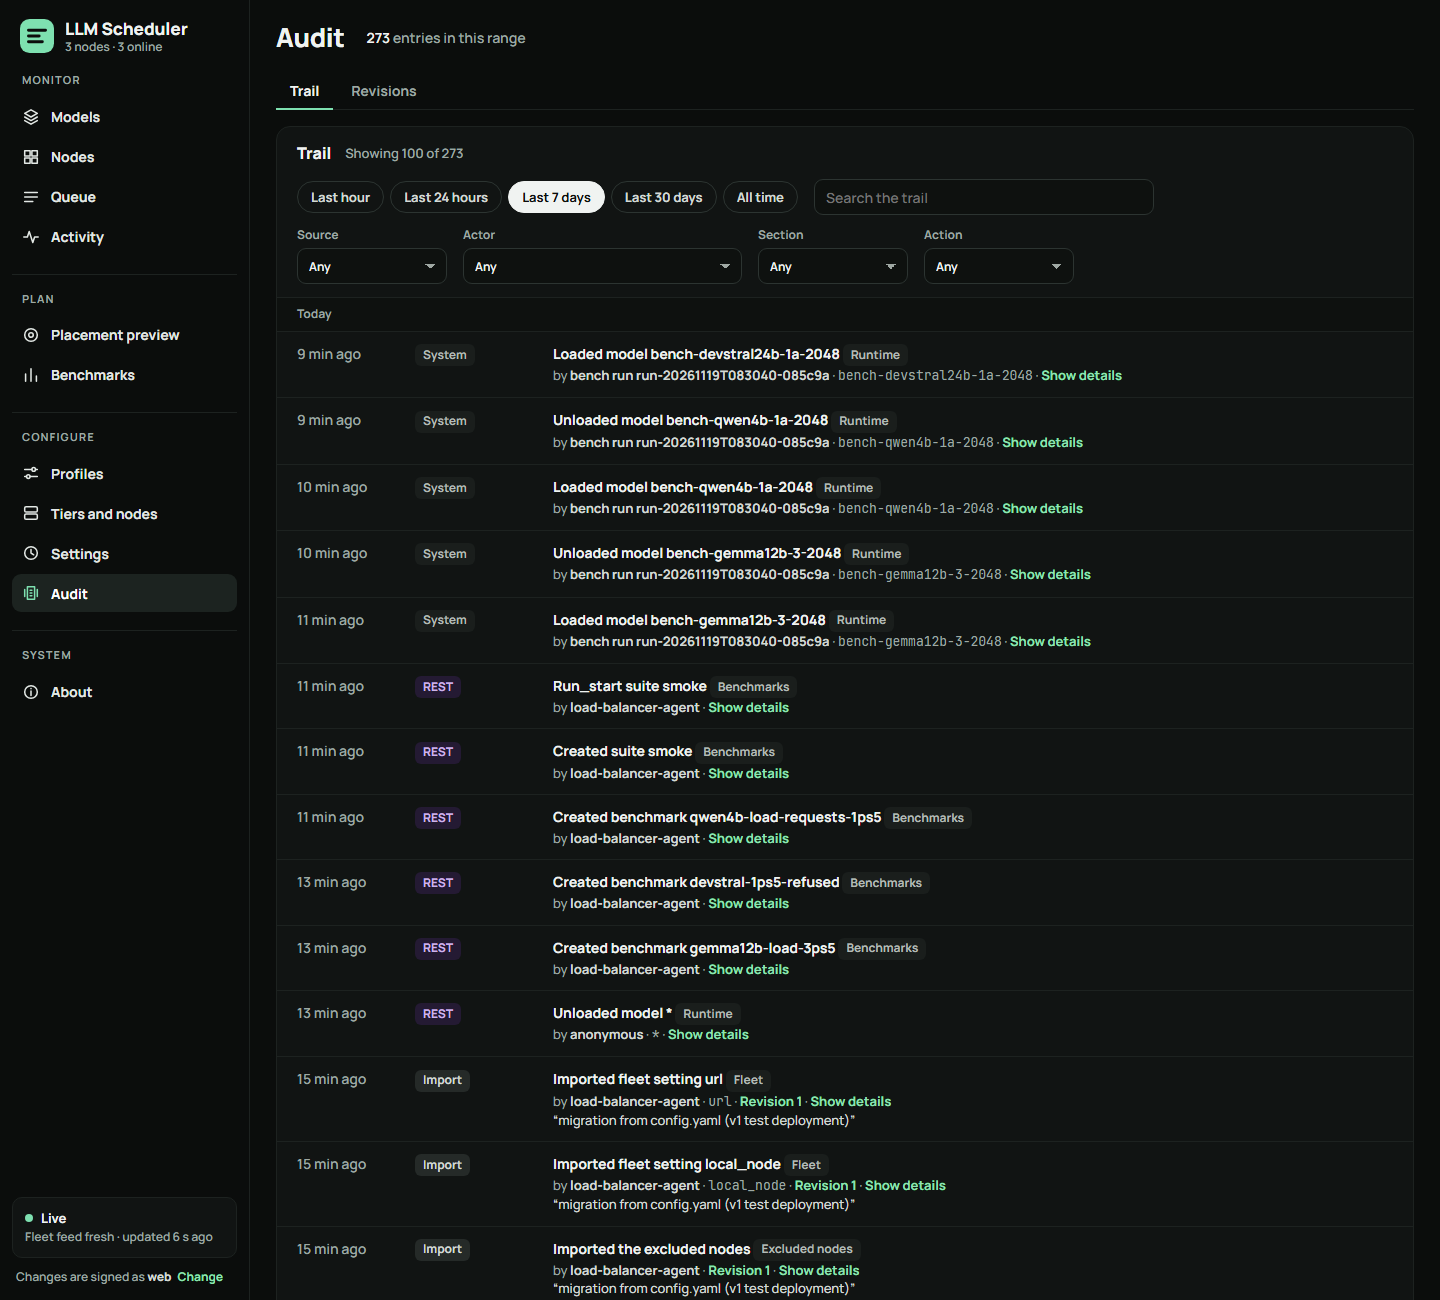 LLM Scheduler
3 nodes · 3 online
MONITOR
Models
Nodes
Queue
Activity
PLAN
Placement preview
Benchmarks
CONFIGURE
Profiles
Tiers and nodes
Settings
Audit
SYSTEM
About
Live
Fleet feed fresh · updated 6 s ago
Changes are signed as web Change
Audit 273 entries in this range
Trail Revisions
Trail Showing 100 of 273
Last hour Last 24 hours Last 7 days Last 30 days All time Search the trail
Source Actor Section Action
Any Any Any Any
Today
9 min ago System Loaded model bench-devstral24b-1a-2048 Runtime
by bench run run-20261119T083040-085c9a · bench-devstral24b-1a-2048 · Show details
9 min ago System Unloaded model bench-qwen4b-1a-2048 Runtime
by bench run run-20261119T083040-085c9a · bench-qwen4b-1a-2048 · Show details
10 min ago System Loaded model bench-qwen4b-1a-2048 Runtime
by bench run run-20261119T083040-085c9a · bench-qwen4b-1a-2048 · Show details
10 min ago System Unloaded model bench-gemma12b-3-2048 Runtime
by bench run run-20261119T083040-085c9a · bench-gemma12b-3-2048 · Show details
11 min ago System Loaded model bench-gemma12b-3-2048 Runtime
by bench run run-20261119T083040-085c9a · bench-gemma12b-3-2048 · Show details
11 min ago REST Run_start suite smoke Benchmarks
by load-balancer-agent · Show details
11 min ago REST Created suite smoke Benchmarks
by load-balancer-agent · Show details
11 min ago REST Created benchmark qwen4b-load-requests-1ps5 Benchmarks
by load-balancer-agent · Show details
13 min ago REST Created benchmark devstral-1ps5-refused Benchmarks
by load-balancer-agent · Show details
13 min ago REST Created benchmark gemma12b-load-3ps5 Benchmarks
by load-balancer-agent · Show details
13 min ago REST Unloaded model * Runtime
by anonymous · * · Show details
15 min ago Import Imported fleet setting url Fleet
by load-balancer-agent · url · Revision 1 · Show details
“migration from config.yaml (v1 test deployment)”
15 min ago Import Imported fleet setting local_node Fleet
by load-balancer-agent · local_node · Revision 1 · Show details
“migration from config.yaml (v1 test deployment)”
15 min ago Import Imported the excluded nodes Excluded nodes
by load-balancer-agent · Revision 1 · Show details
“migration from config.yaml (v1 test deployment)”